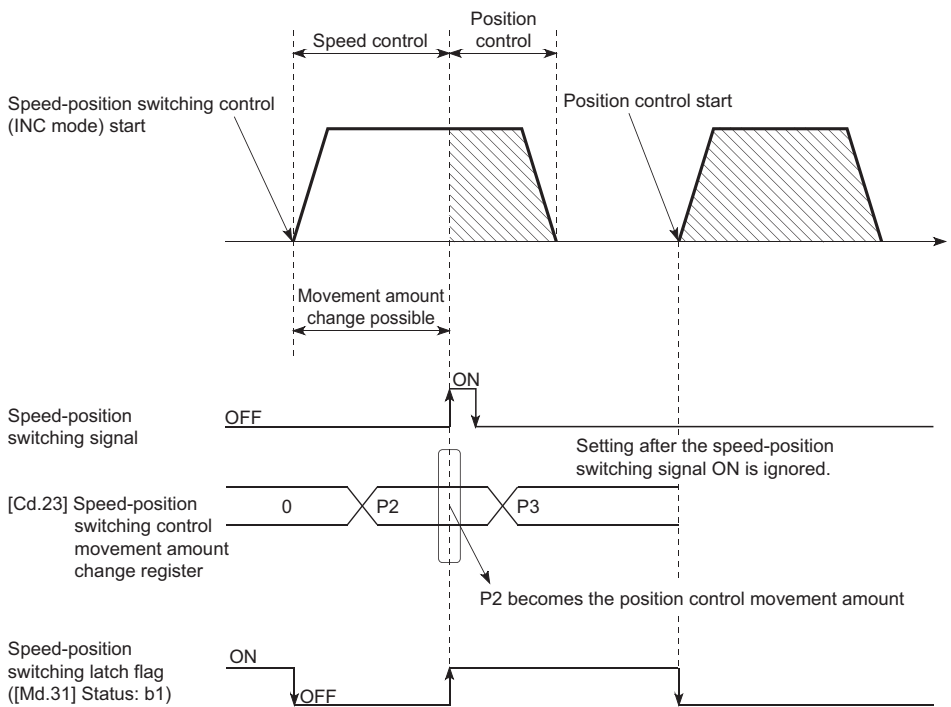 Position
control
Speed control
Speed-position switching control
(INC mode) start
Position control start
Movement amount
change possible
ON
Speed-position
switching signal
OFF
Setting after the speed-position
switching signal ON is ignored.
[Cd.23] Speed-position
switching control
movement amount
change register
0
P2
P3
P2 becomes the position control movement amount
Speed-position
switching latch flag
([Md.31] Status: b1)
ON
OFF